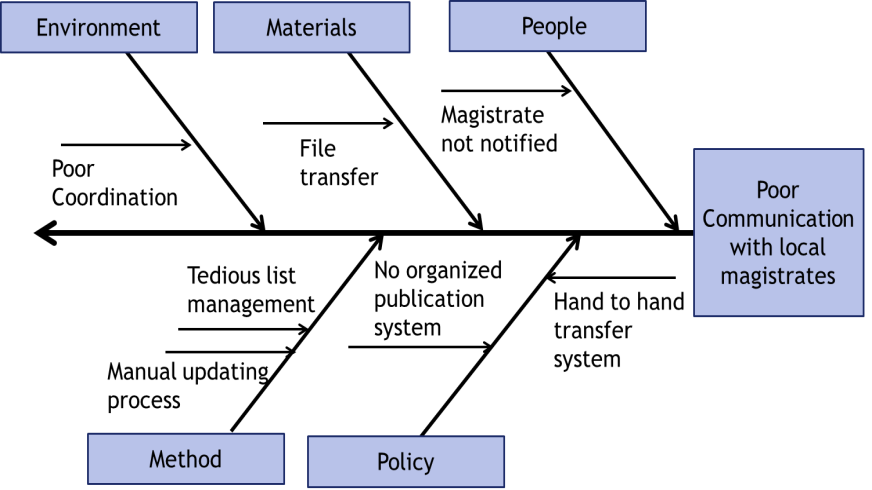 Environment
Materials
People
Magistrate
not notified
File
transfer
Poor
Coordination
Poor
Communication
with local
magistrates
Tedious list
management
No organized
publication
system
Hand to hand
transfer
system
Manual updating
process
Method
Policy